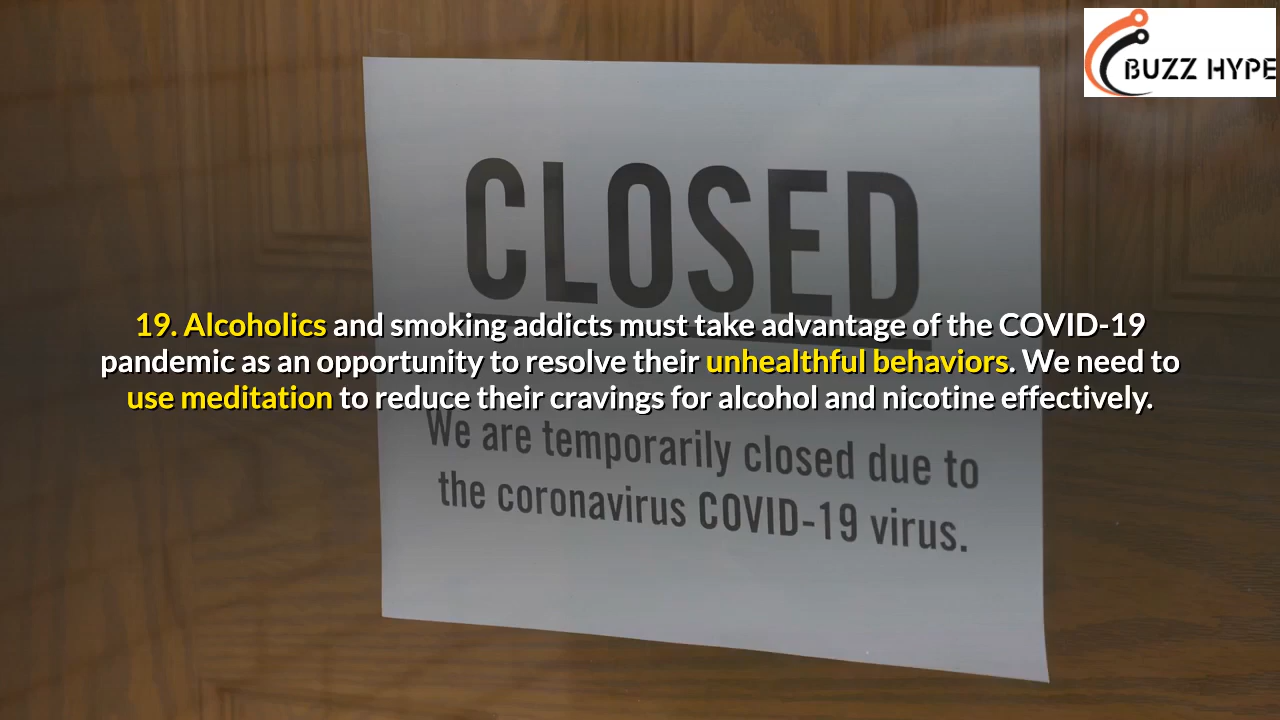 BUZZ HYPE
CLOSED
19. Alcoholics and smoking addicts must take advantage of the COVID-19
pandemic as an opportunity to resolve their unhealthful behaviors. We need to
use meditation to reduce their cravings for alcohol and nicotine effectively.
We are temporarily closed due to
the coronavirus COVID-19 virus.